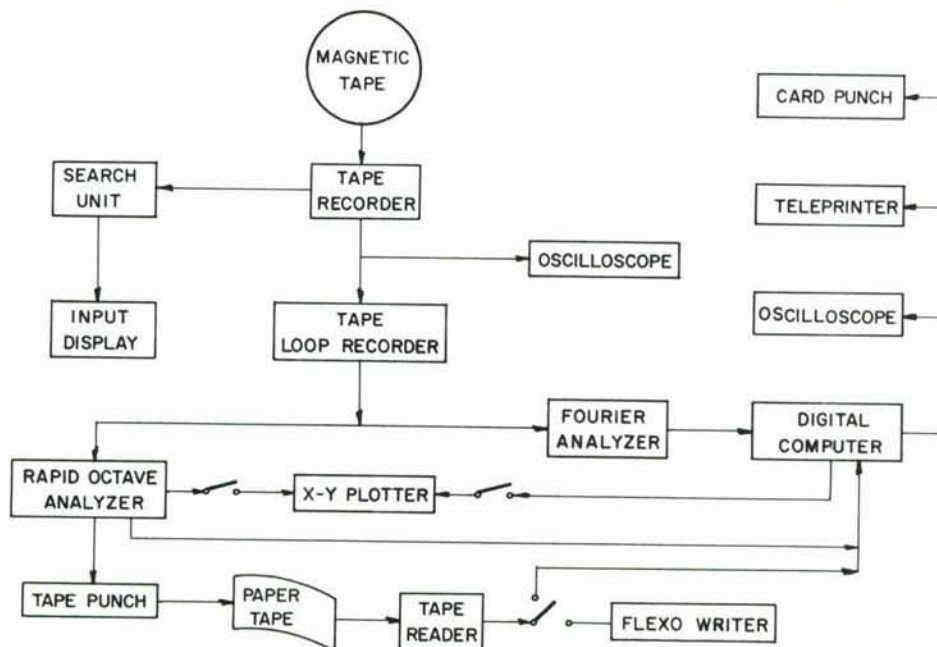 MAGNETIC
TAPE
CARD PUNCH
SEARCH
UNIT
TAPE
RECORDER
TELEPRINTER
OSCILLOSCOPE
INPUT
DISPLAY
TAPE
LOOP RECORDER
OSCILLOSCOPE
FOURIER
ANALYZER
DIGITAL
COMPUTER
RAPID OCTAVE
ANALYZER
X-Y PLOTTER
TAPE PUNCH
PAPER
TAPE
TAPE
READER
FLEXO WRITER